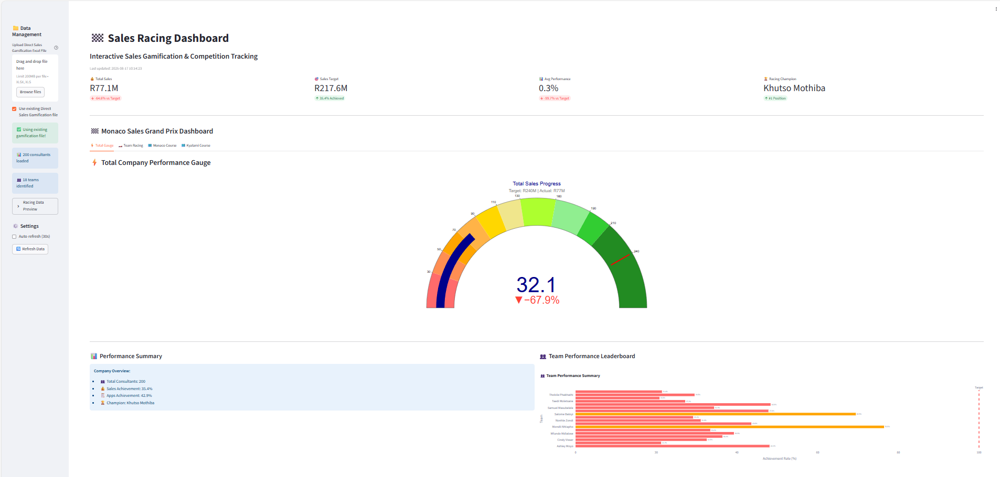 Data
Management
Upload Direct Sales
Gamification Excel File
Drag and drop file
here
Limit 200MB per file •
XLSX, XLS
Browse files
Use existing Direct
Sales Gamification file
Using existing
gamification file!
200 consultants
loaded
18 teams
identified
Racing Data
Preview
Settings
Auto-refresh (30s)
Refresh Data
Sales Racing Dashboard
Interactive Sales Gamification & Competition Tracking
Last updated: 2025-08-17 10:14:23
Total Sales
R77.1M
-64.6% vs Target
Sales Target
R217.6M
35.4% Achieved
Avg Performance
0.3%
-99.7% vs Target
Racing Champion
Khutso Mothiba
#1 Position
Monaco Sales Grand Prix Dashboard
Total Gauge
Team Racing
Monaco Course
Kyalami Course
Total Company Performance Gauge
Total Sales Progress
Target: R240M | Actual: R77M
30
50
70
90
110
130
160
190
210
240
32.1
▼−67.9%
Performance Summary
Company Overview:
Total Consultants: 200
Sales Achievement: 35.4%
Apps Achievement: 42.9%
Champion: Khutso Mothiba
Team Performance Leaderboard
Team Performance Summary
Target
Team
Thobile Phakhathi
Taedi Moletsane
Samuel Masubelele
Salome Baloyi
Nonhle Zondi
Mondli Nhlapho
Mfundo Mdlalose
Cindy Visser
Ashley Moyo
0
20
40
60
80
100
Achievement Rate (%)